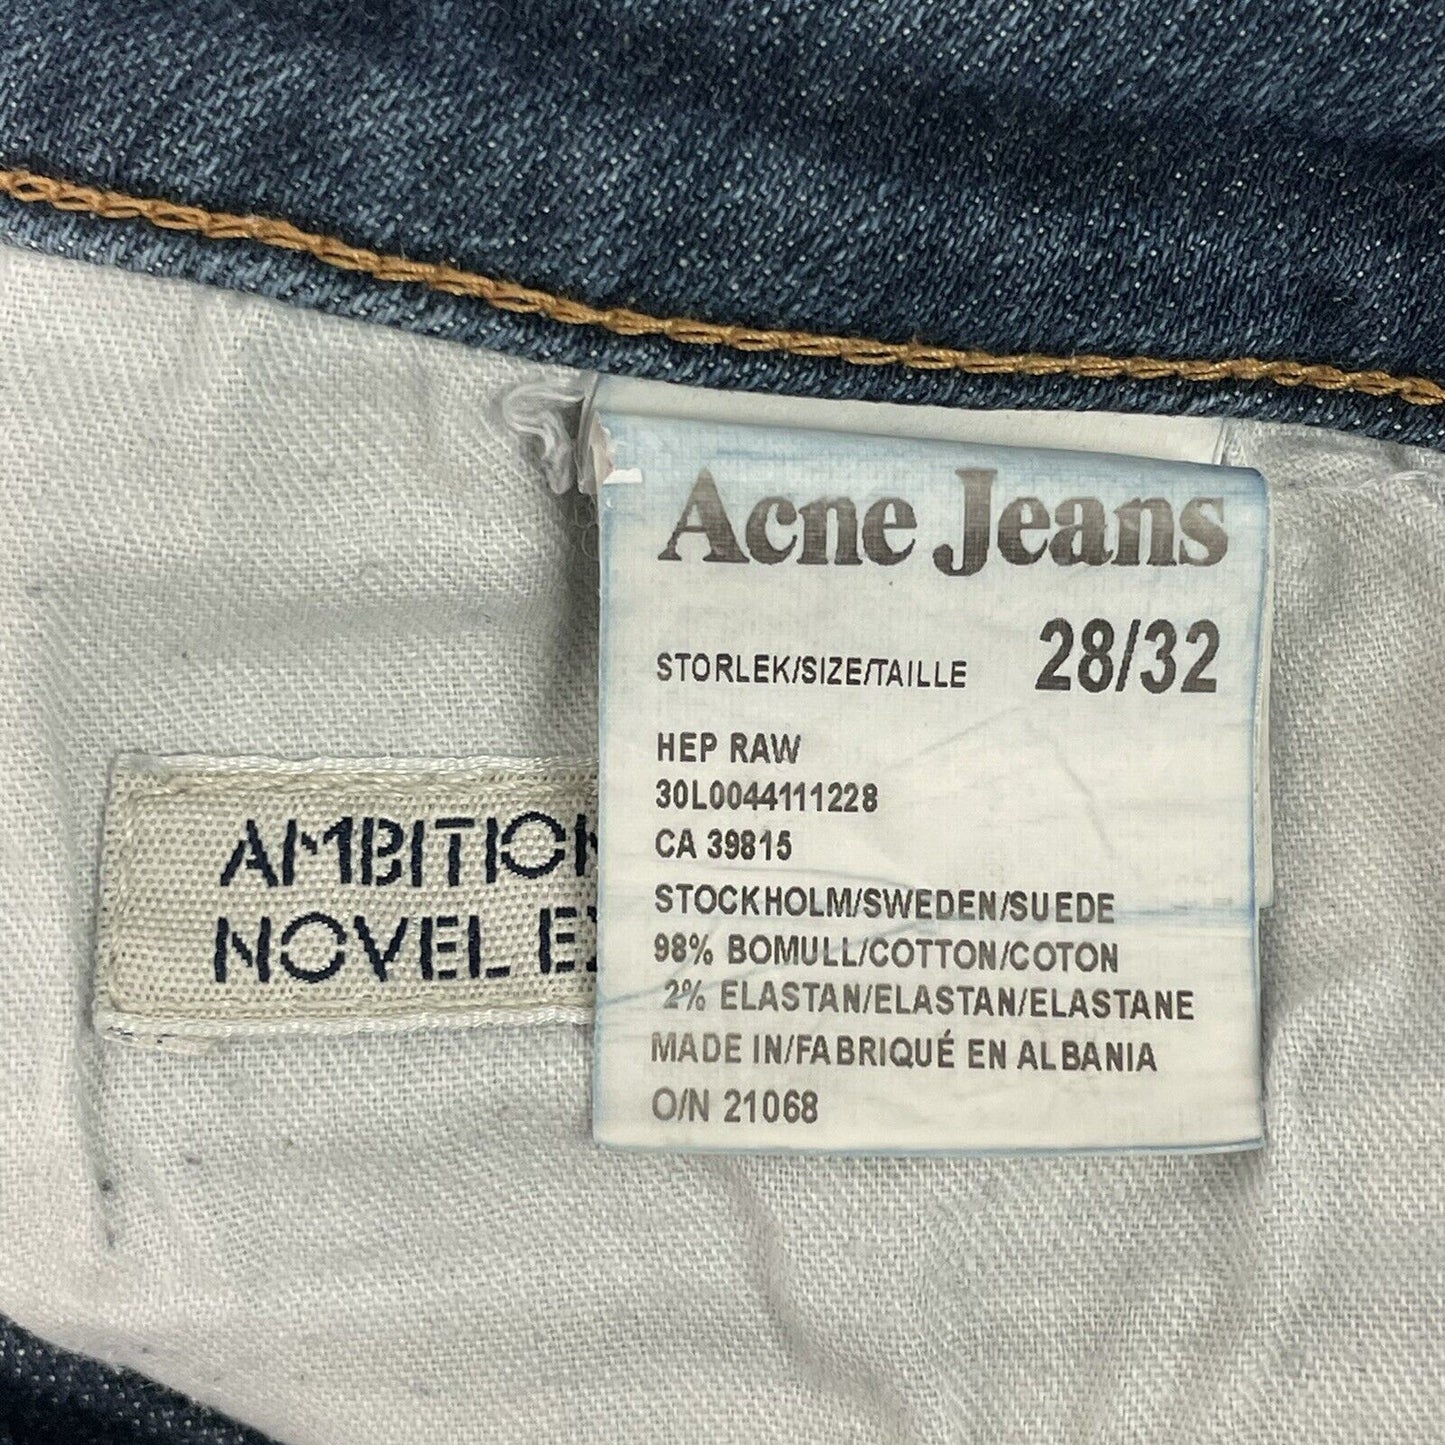 Acne Jeans
STORLEK/SIZE/TAILLE 28/32
HEP RAW
30L0044111228
CA 39815
STOCKHOLM/SWEDEN/SUEDE
98% BOMULL/COTTON/COTON
2% ELASTAN/ELASTAN/ELASTANE
MADE IN/FABRIQUÉ EN ALBANIA
O/N 21068
AMBITION
NOVEL